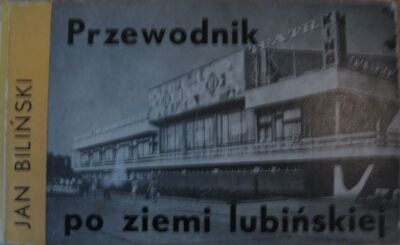 JAN BILIŃSKI
Przewodnik
po ziemi lubińskiej